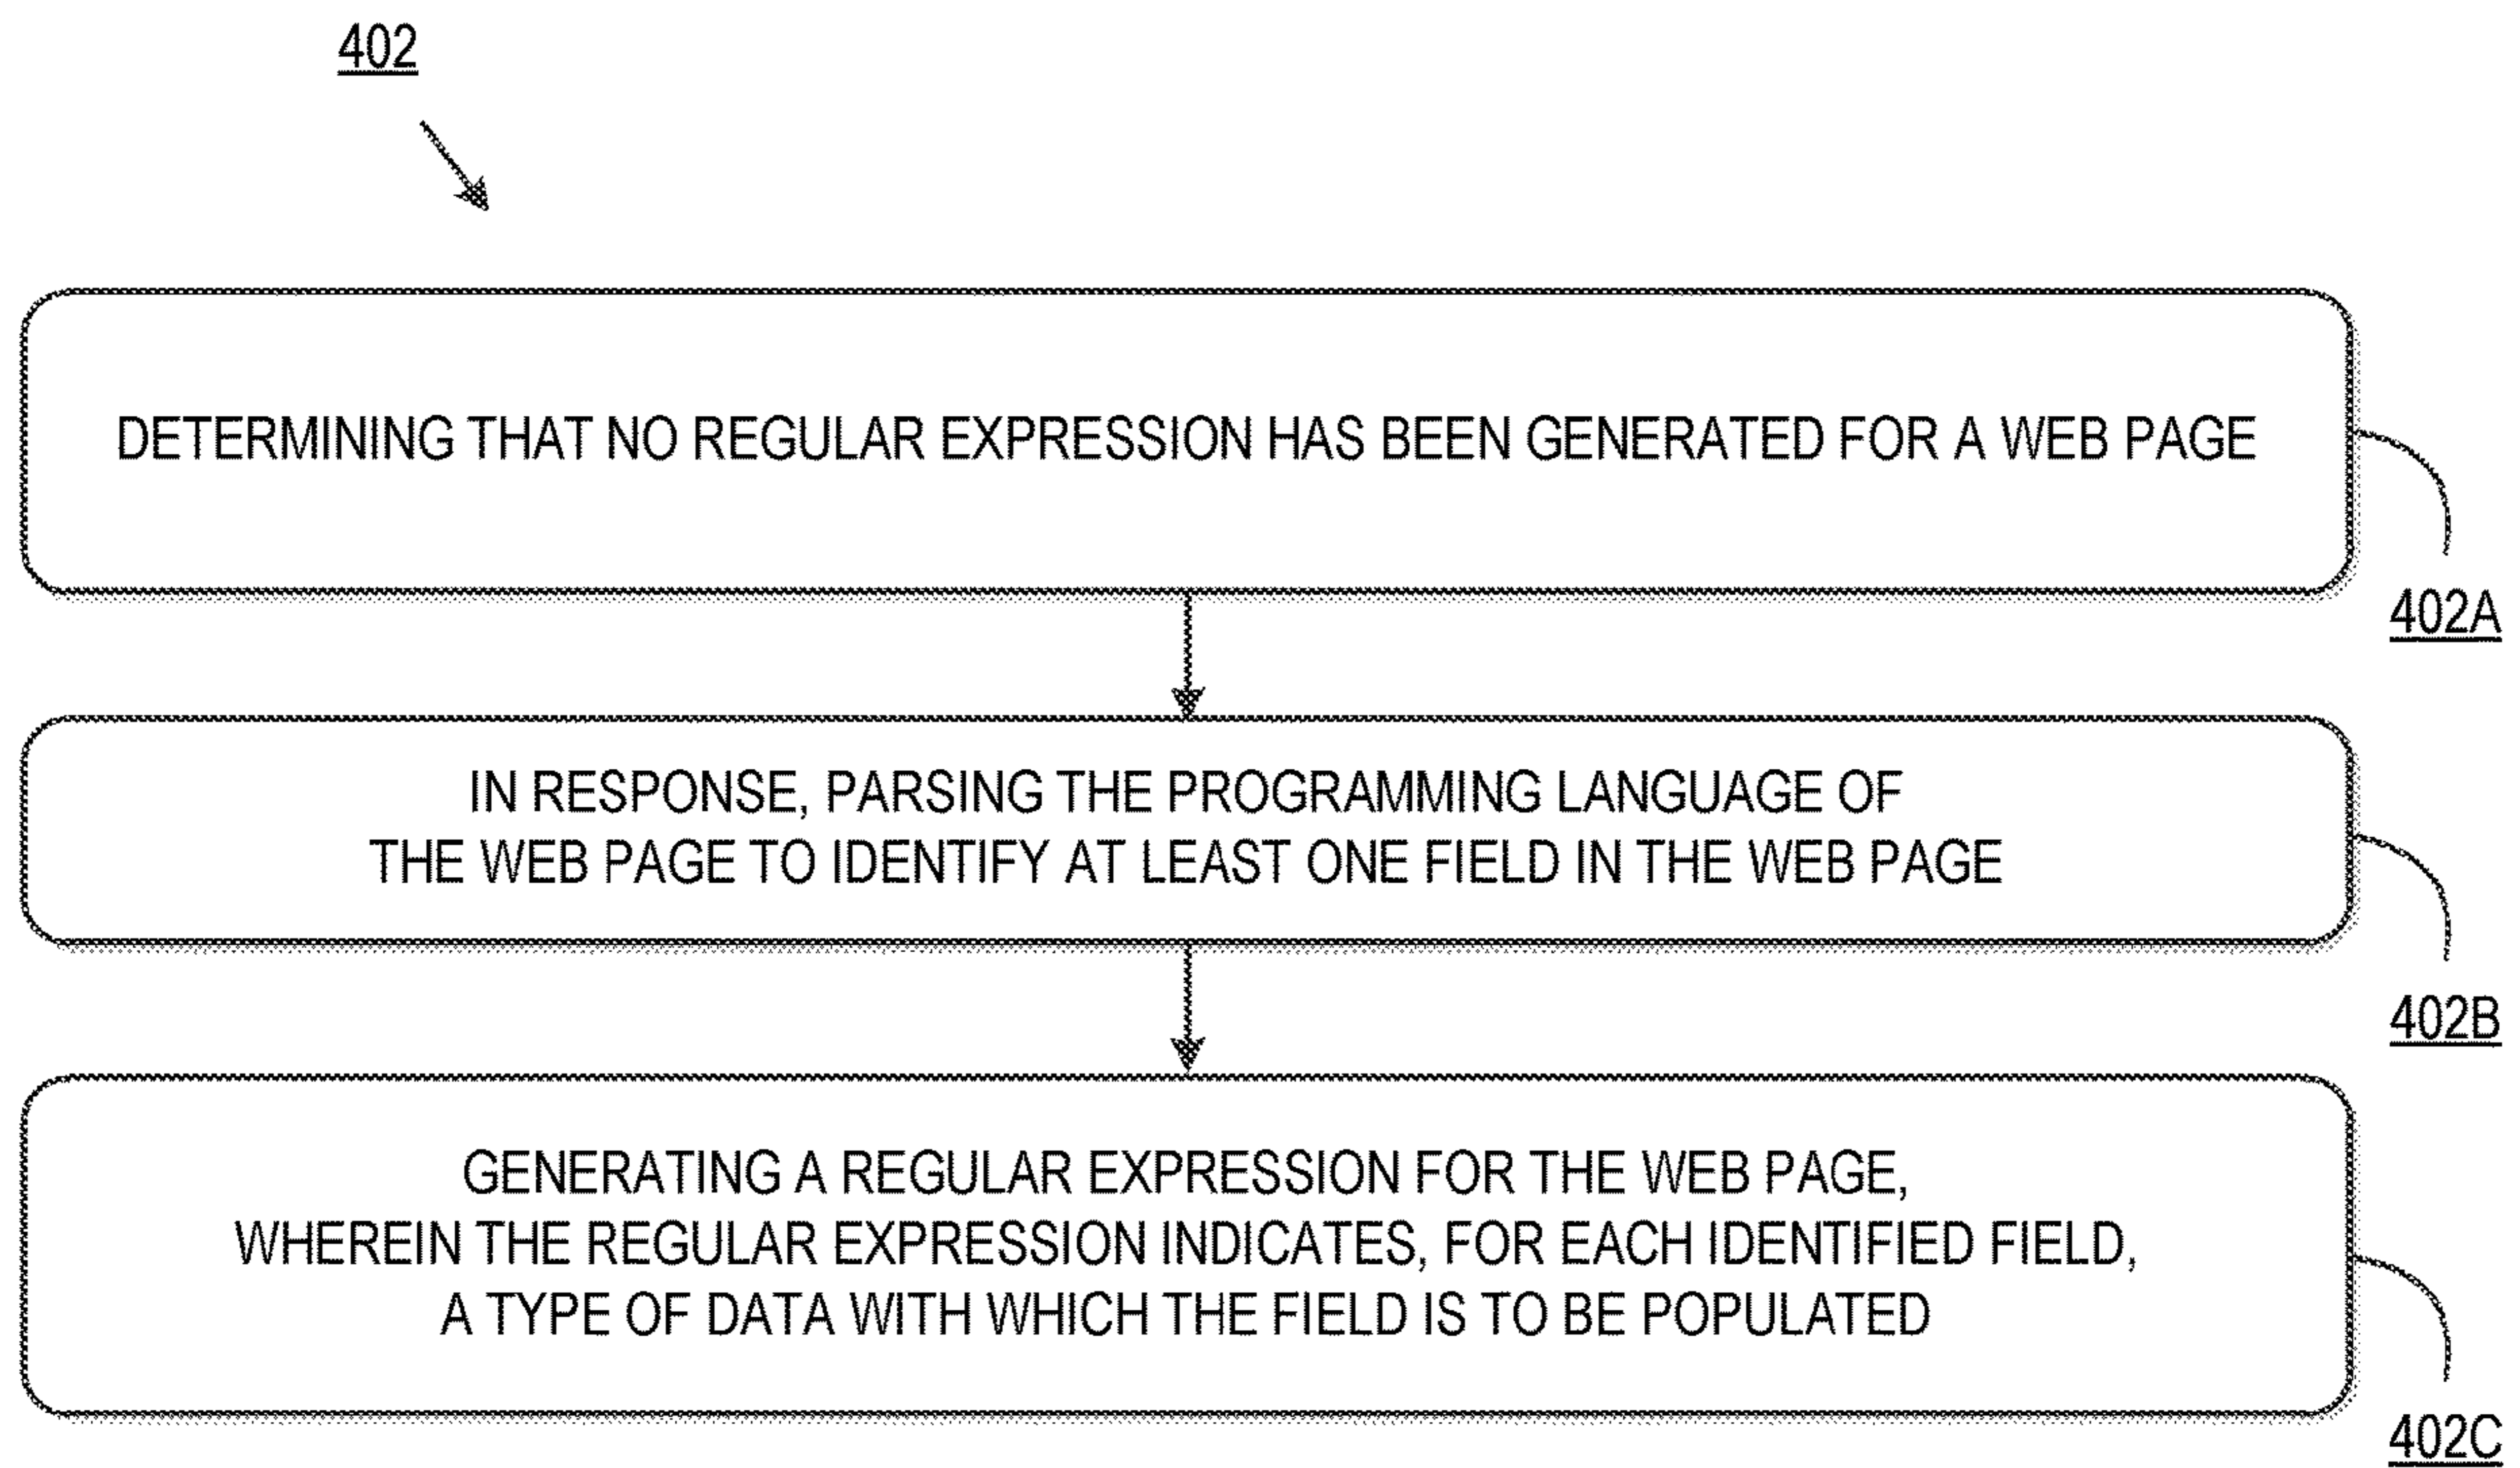 402
DETERMINING THAT NO REGULAR EXPRESSION HAS BEEN GENERATED FOR A WEB PAGE
402A
IN RESPONSE, PARSING THE PROGRAMMING LANGUAGE OF
THE WEB PAGE TO IDENTIFY AT LEAST ONE FIELD IN THE WEB PAGE
402B
GENERATING A REGULAR EXPRESSION FOR THE WEB PAGE,
WHEREIN THE REGULAR EXPRESSION INDICATES, FOR EACH IDENTIFIED FIELD,
A TYPE OF DATA WITH WHICH THE FIELD IS TO BE POPULATED
402C